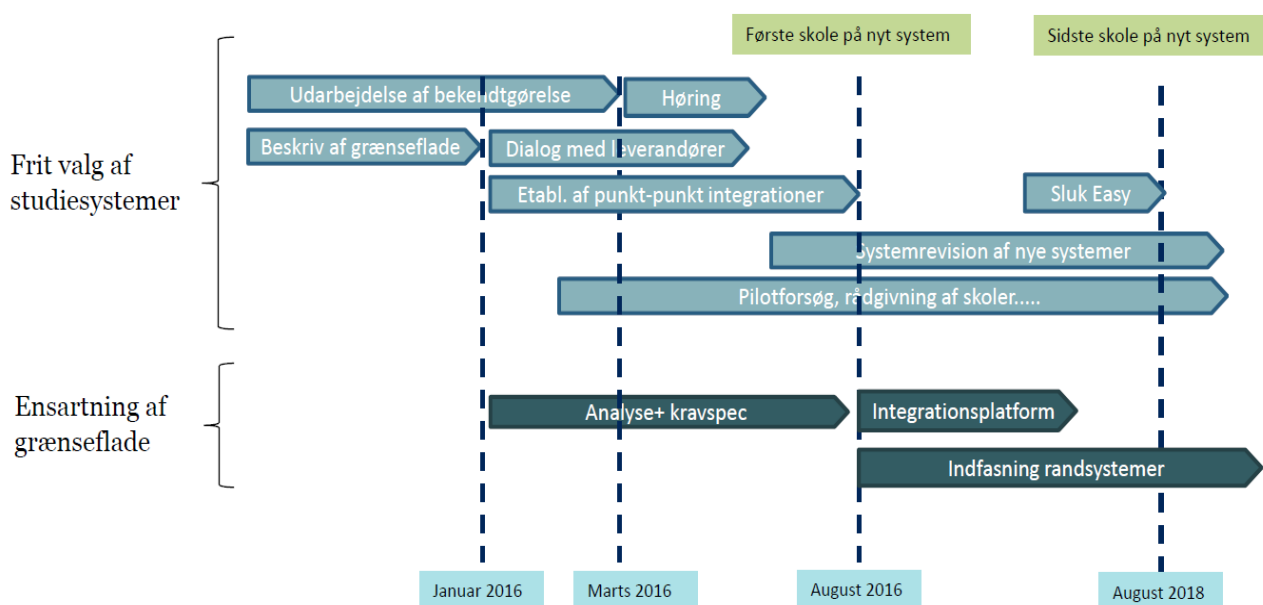 Første skole på nyt system
Sidste skole på nyt system
Udarbejdelse af bekendtgørelse
Høring
Beskriv af grænseflade
Dialog med leverandører
Frit valg af
studiesystemer
Etabl. af punkt-punkt integrationer
Sluk Easy
Systemrevision af nye systemer
Pilotforsøg, rådgivning af skoler.....
Ensartning af
grænseflade
Analyse+ kravspec
Integrationsplatform
Indfasning randsystemer
Januar 2016
Marts 2016
August 2016
August 2018